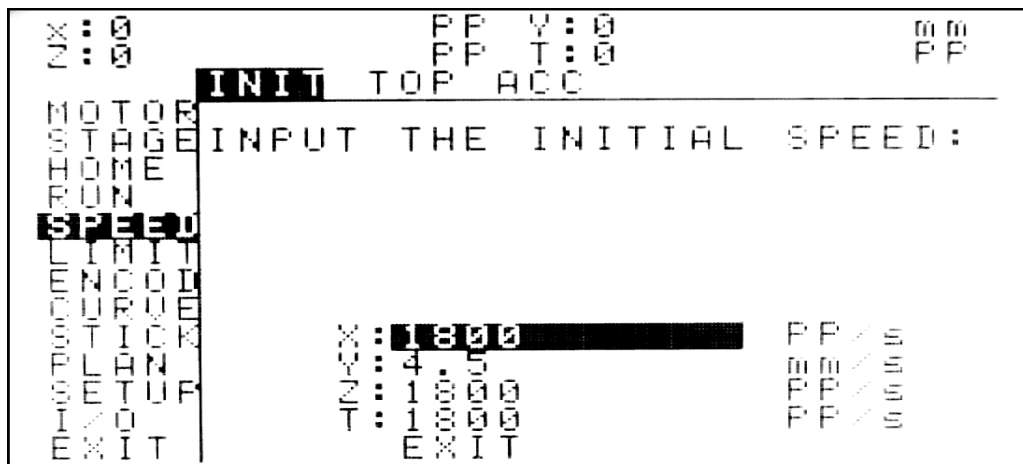 X:0 PP Y:0 mm
Z:0 PP T:0 PP
INIT TOP ACC
MOTOR
STAGE
HOME
RUN
SPEED
LIMIT
ENCOD
CURVE
STICK
PLAN
SETUP
I/O
EXIT
INPUT THE INITIAL SPEED:
X:1800 PP/s
Y:4.5 mm/s
Z:1800 PP/s
T:1800 PP/s
EXIT